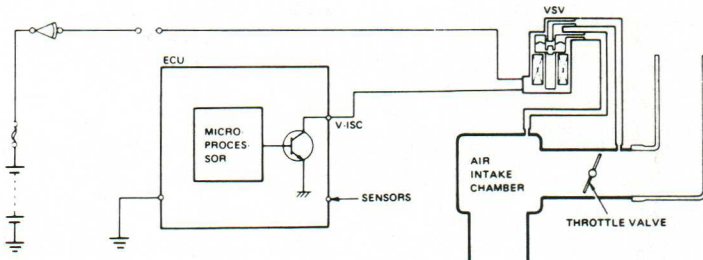 VSV
ECU
V-ISC
MICRO-
PROCES-
SOR
AIR
INTAKE
CHAMBER
SENSORS
THROTTLE VALVE